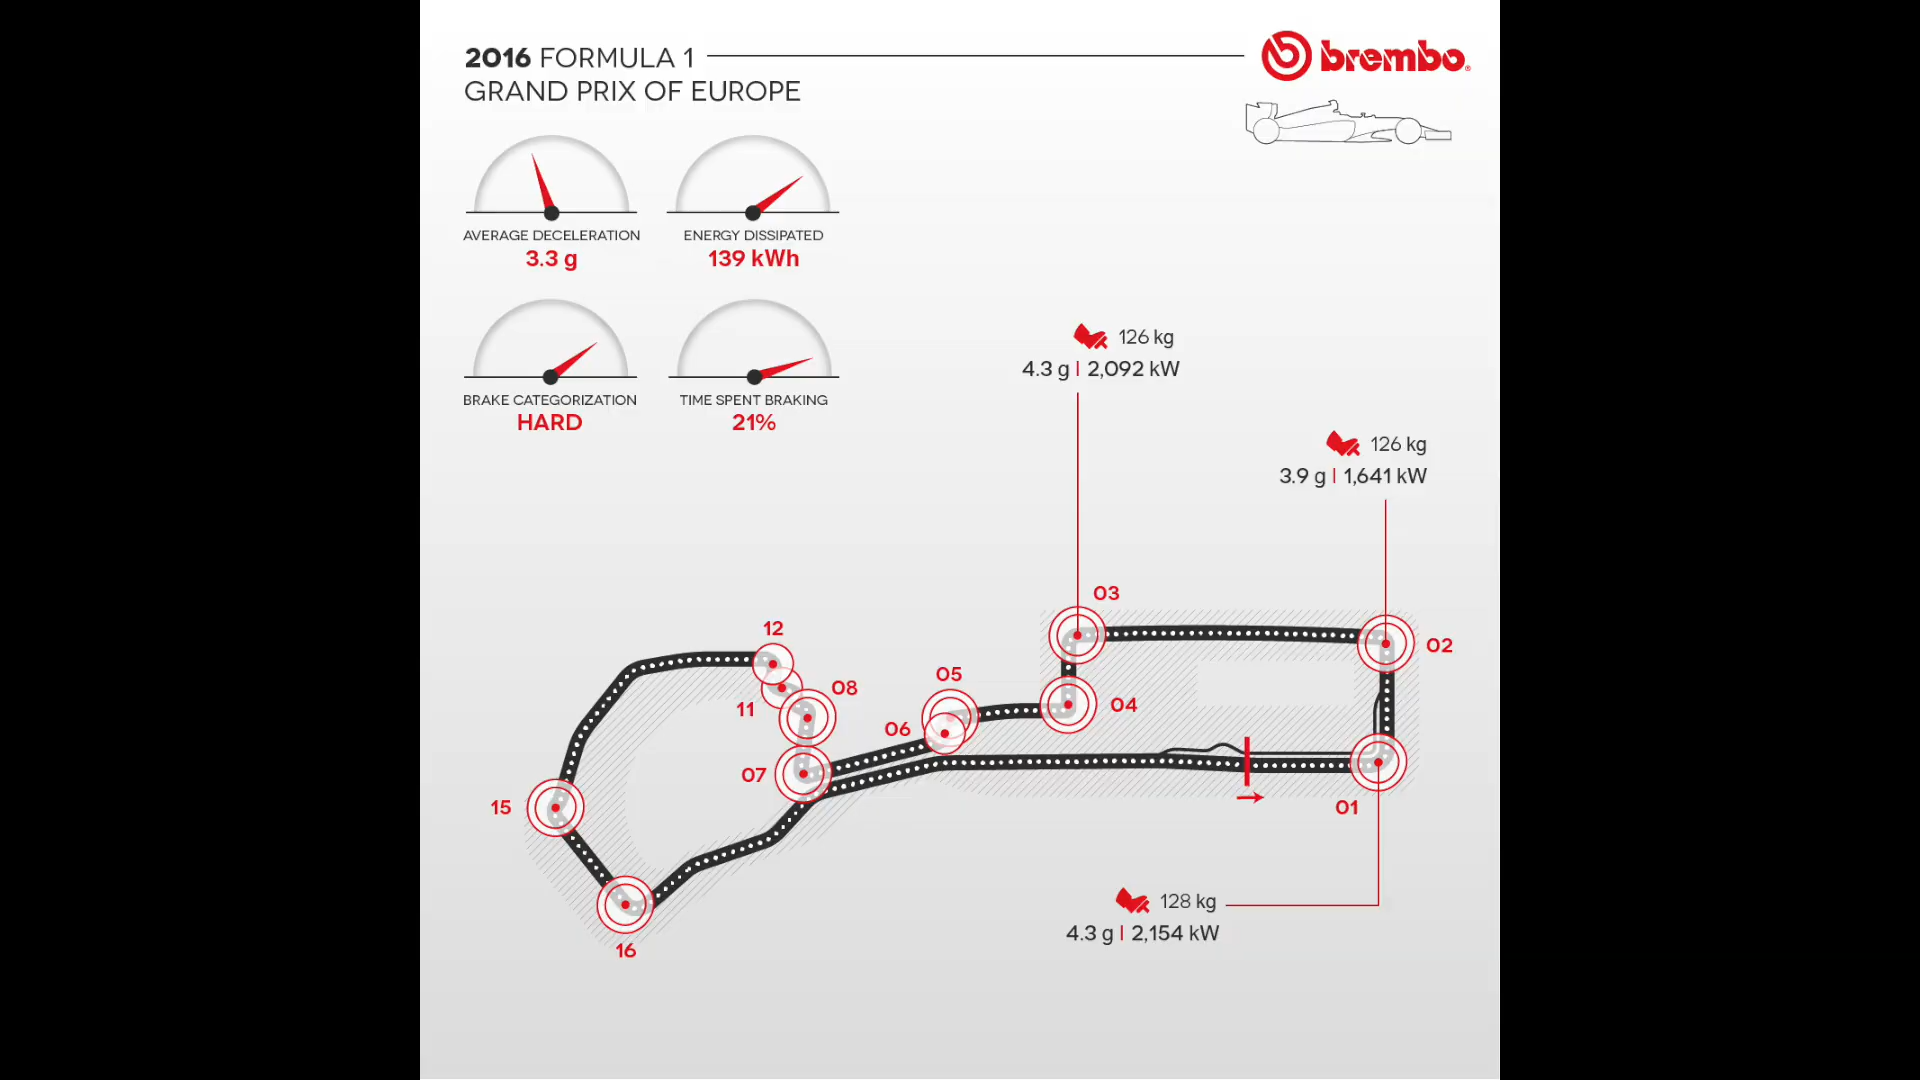 2016 FORMULA 1
GRAND PRIX OF EUROPE
brembo
AVERAGE DECELERATION
3.3 g
ENERGY DISSIPATED
139 kWh
BRAKE CATEGORIZATION
HARD
TIME SPENT BRAKING
21%
126 kg
4.3 g | 2,092 kW
126 kg
3.9 g | 1,641 kW
03
12
02
05
08
04
11
06
07
15
01
128 kg
4.3 g | 2,154 kW
16